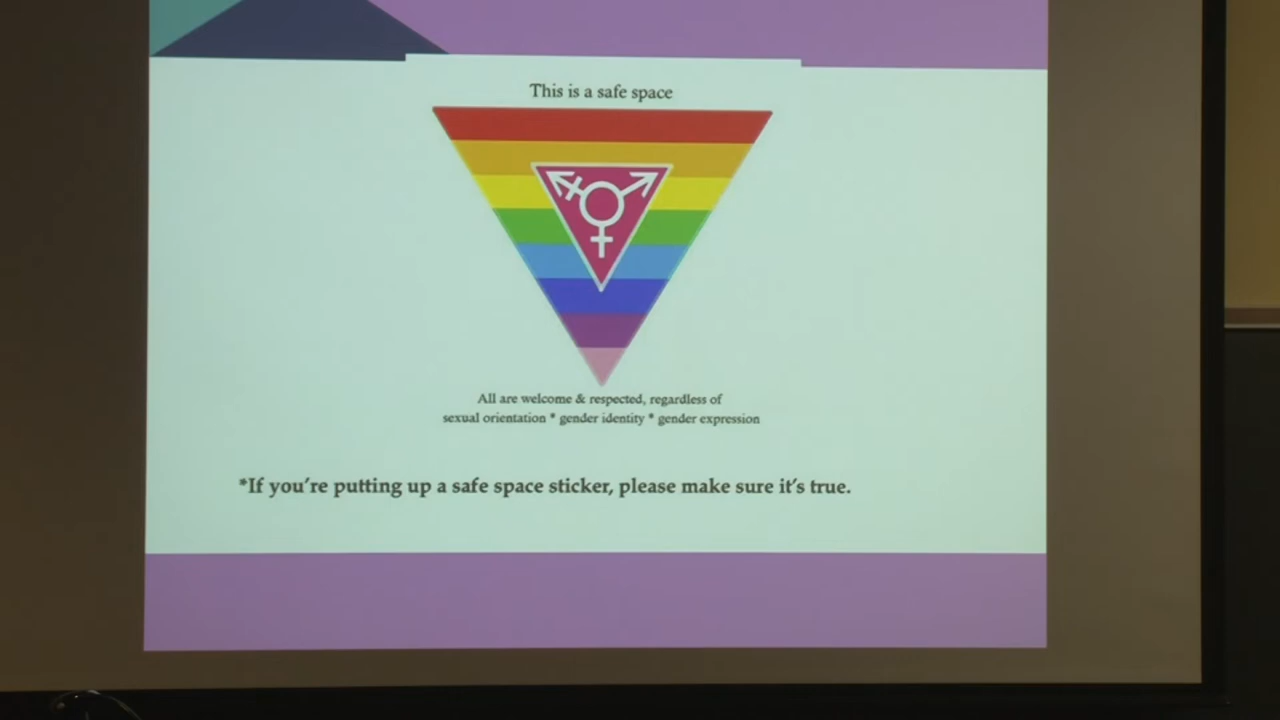 This is a safe space
All are welcome & respected, regardless of
sexual orientation * gender identity * gender expression
*If you're putting up a safe space sticker, please make sure it's true.